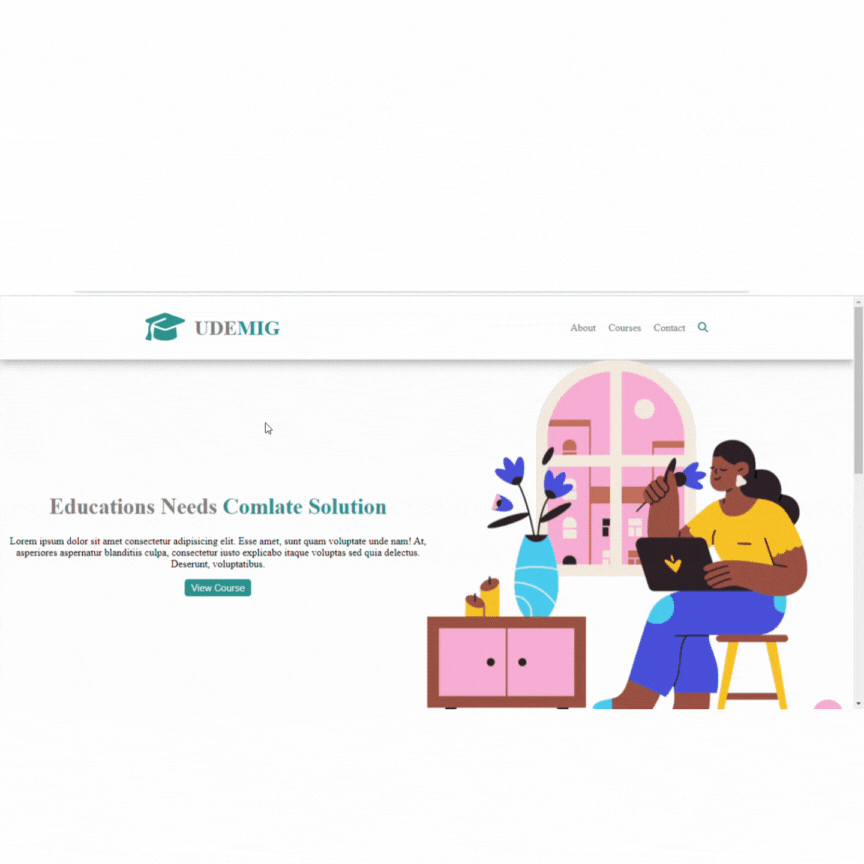 UDEMIG
About Courses Contact
Educations Needs Comlate Solution
Lorem ipsum dolor sit amet consectetur adipisicing elit. Esse amet, sunt quam voluptate unde nam! At,
asperiores aspernatur blanditiis culpa, consectetur iusto explicabo itaque voluptas sed quia delectus.
Deserunt, voluptatibus.
View Course